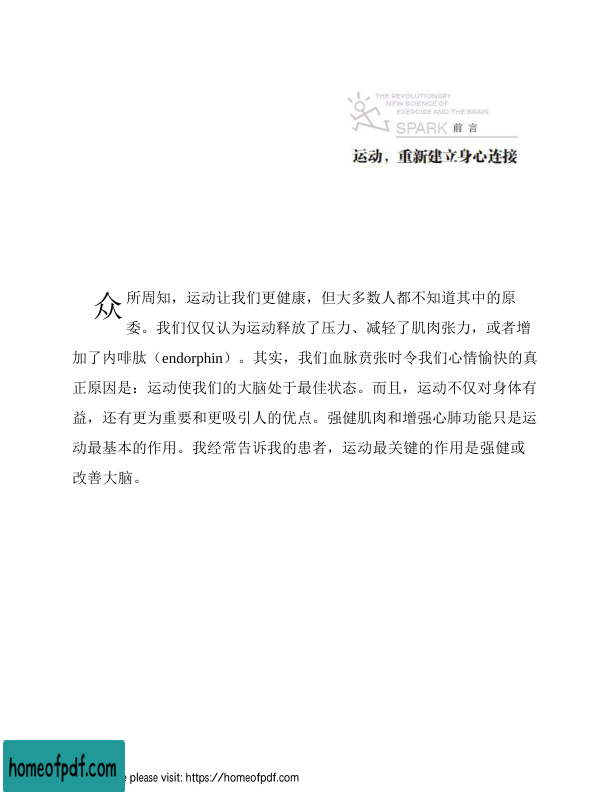 THE REVOLUTIONARY
NEW SCIENCE OF
EXERCISE AND THE BRAIN
SPARK 前 言
运动，重新建立身心连接
众所周知，运动让我们更健康，但大多数人都不知道其中的原
委。我们仅仅认为运动释放了压力、减轻了肌肉张力，或者增
加了内啡肽（endorphin）。其实，我们血脉贲张时令我们心情愉快的真
正原因是：运动使我们的大脑处于最佳状态。而且，运动不仅对身体有
益，还有更为重要和更吸引人的优点。强健肌肉和增强心肺功能只是运
动最基本的作用。我经常告诉我的患者，运动最关键的作用是强健或
改善大脑。
homeofpdf.com
e please visit: https://homeofpdf.com